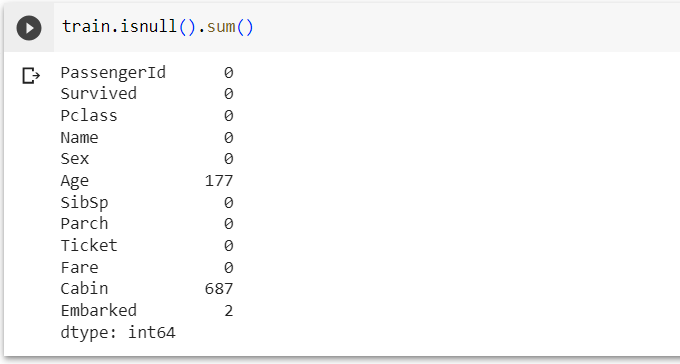 train.isnull().sum()
PassengerId 0
Survived 0
Pclass 0
Name 0
Sex 0
Age 177
SibSp 0
Parch 0
Ticket 0
Fare 0
Cabin 687
Embarked 2
dtype: int64